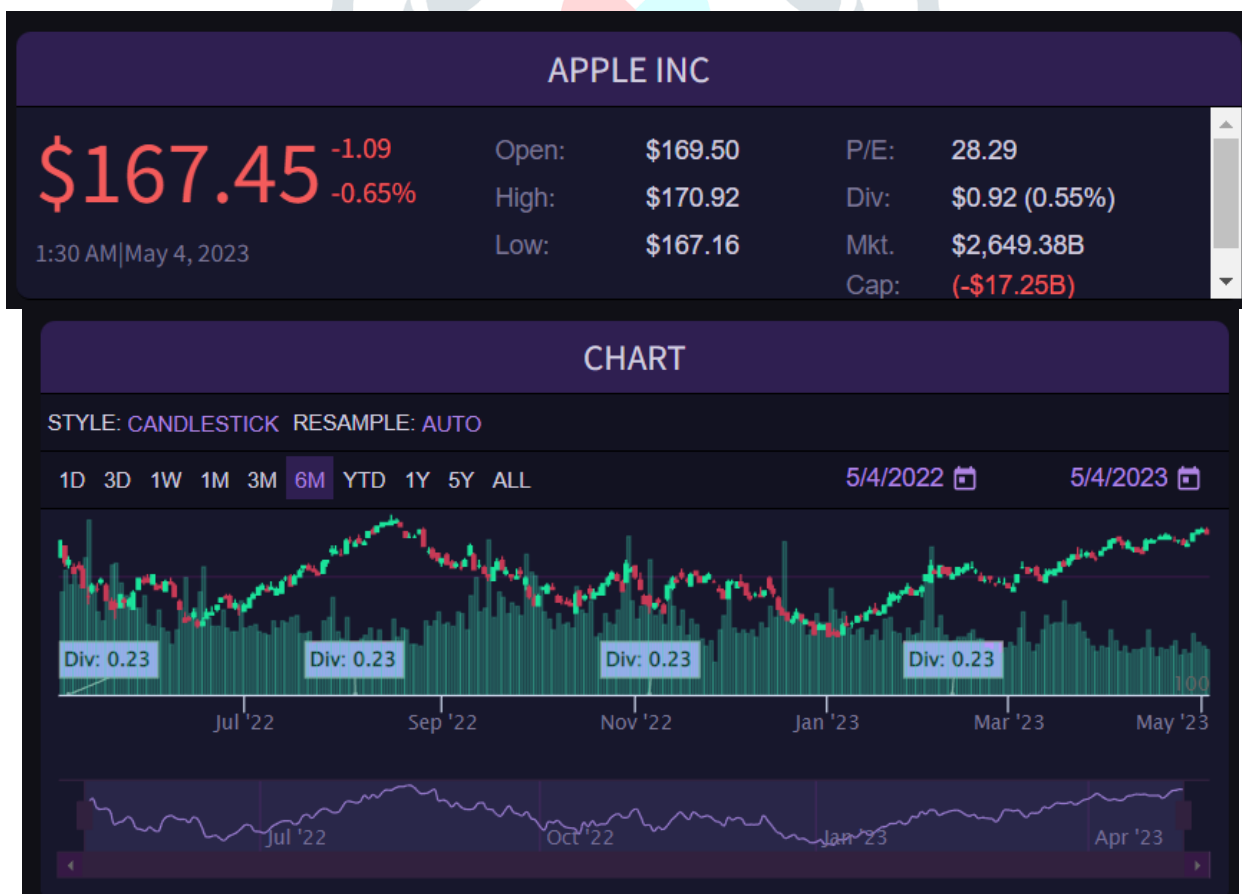 APPLE INC
$167.45 -1.09
-0.65%
1:30 AM|May 4, 2023
Open: $169.50
High: $170.92
Low: $167.16
P/E: 28.29
Div: $0.92 (0.55%)
Mkt. $2,649.38B
Cap: (-$17.25B)
CHART
STYLE: CANDLESTICK RESAMPLE: AUTO
1D 3D 1W 1M 3M 6M YTD 1Y 5Y ALL 5/4/2022 5/4/2023
Div: 0.23 Div: 0.23 Div: 0.23 Div: 0.23
100
Jul '22 Sep '22 Nov '22 Jan '23 Mar '23 May '23
Jul '22 Oct '22 Jan '23 Apr '23